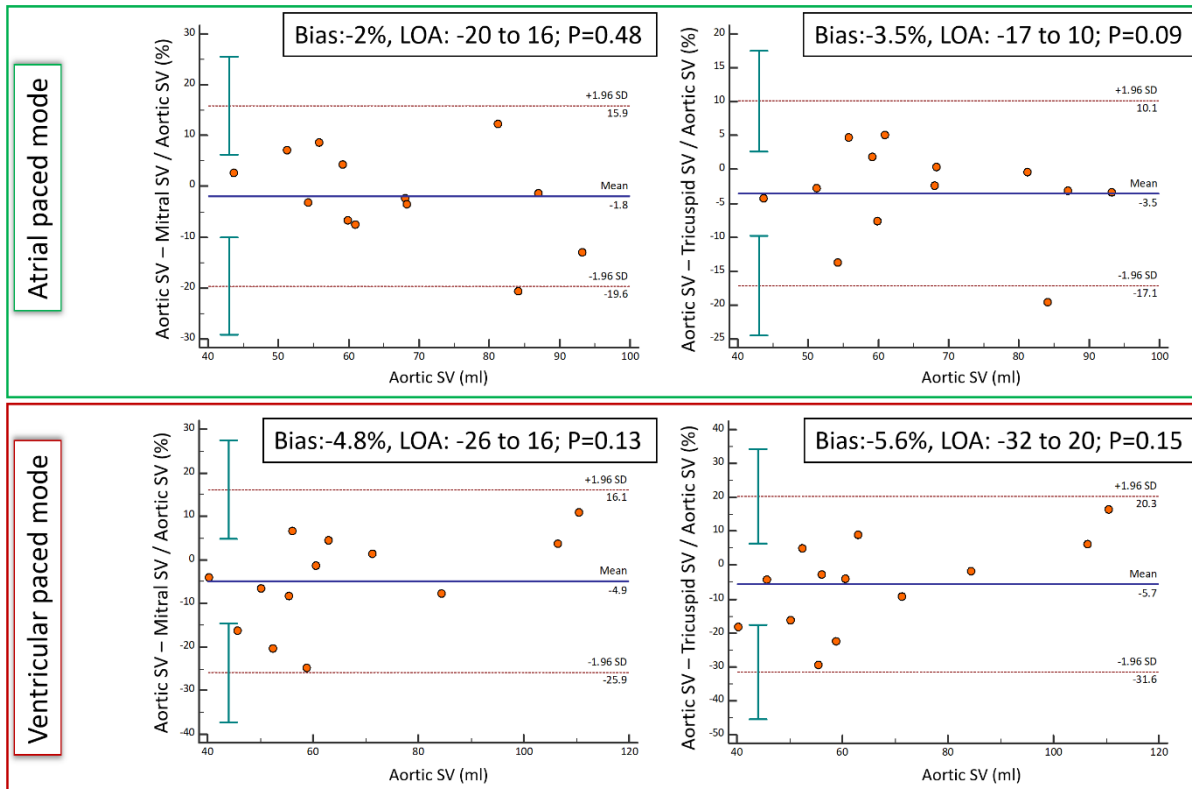 Atrial paced mode
Bias:-2%, LOA: -20 to 16; P=0.48
Aortic SV – Mitral SV / Aortic SV (%)
30
20
10
0
-10
-20
-30
+1.96 SD
15.9
Mean
-1.8
-1.96 SD
-19.6
40 50 60 70 80 90 100
Aortic SV (ml)
Bias:-3.5%, LOA: -17 to 10; P=0.09
Aortic SV – Tricuspid SV / Aortic SV (%)
20
15
10
5
0
-5
-10
-15
-20
-25
+1.96 SD
10.1
Mean
-3.5
-1.96 SD
-17.1
40 50 60 70 80 90 100
Aortic SV (ml)
Ventricular paced mode
Bias:-4.8%, LOA: -26 to 16; P=0.13
Aortic SV – Mitral SV / Aortic SV (%)
30
20
10
0
-10
-20
-30
-40
+1.96 SD
16.1
Mean
-4.9
-1.96 SD
-25.9
40 60 80 100 120
Aortic SV (ml)
Bias:-5.6%, LOA: -32 to 20; P=0.15
Aortic SV – Tricuspid SV / Aortic SV (%)
40
30
20
10
0
-10
-20
-30
-40
-50
+1.96 SD
20.3
Mean
-5.7
-1.96 SD
-31.6
40 60 80 100 120
Aortic SV (ml)